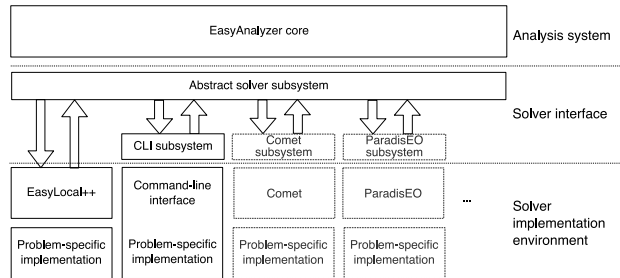 EasyAnalyzer core
Analysis system
Abstract solver subsystem
Solver interface
CLI subsystem
Comet
subsystem
ParadisEO
subsystem
EasyLocal++
Command-line
interface
Comet
ParadisEO
...
Solver
implementation
environment
Problem-specific
implementation
Problem-specific
implementation
Problem-specific
implementation
Problem-specific
implementation